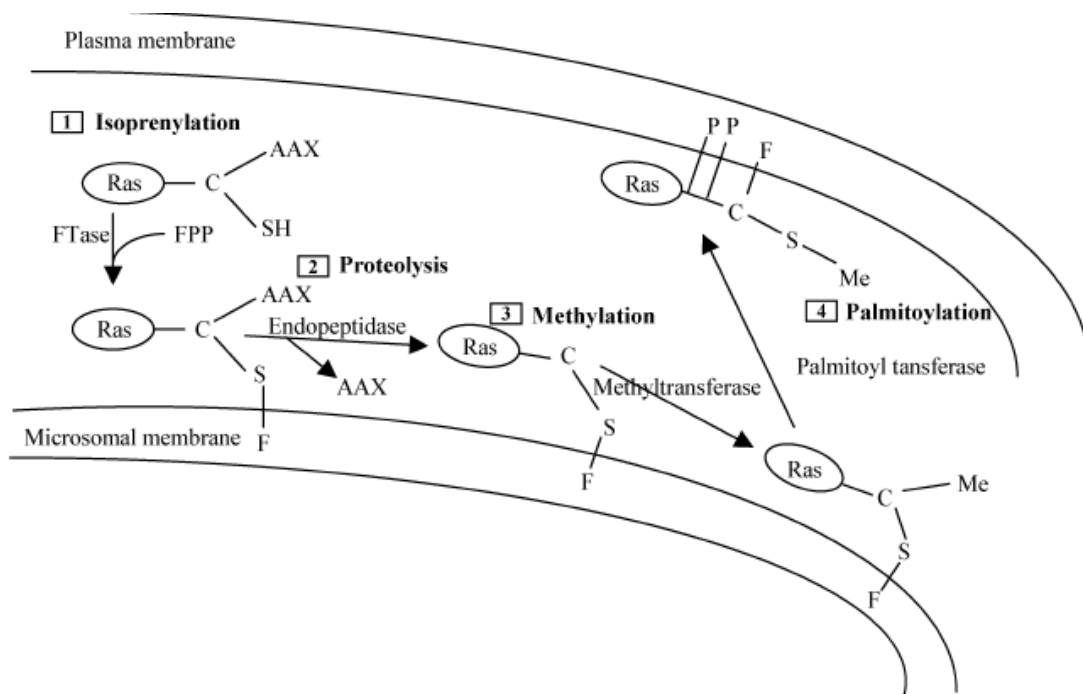 Plasma membrane
1 Isoprenylation
Ras C AAX
SH
FTase FPP
2 Proteolysis
Ras C AAX
S
F
Endopeptidase
AAX
Microsomal membrane
3 Methylation
Ras C
S
F
Methyltransferase
Ras C Me
S
F
4 Palmitoylation
Palmitoyl tansferase
P P F
Ras C
S
Me